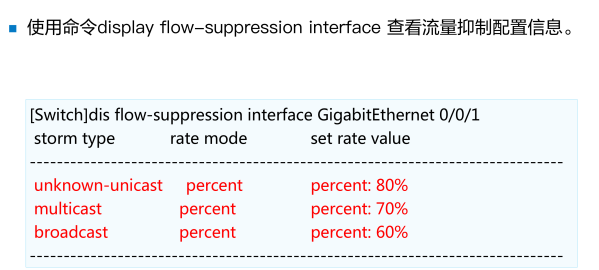 使用命令display flow-suppression interface 查看流量抑制配置信息。
[Switch]dis flow-suppression interface GigabitEthernet 0/0/1
storm type rate mode set rate value
--------------------------------------------------------------------------------
unknown-unicast percent percent: 80%
multicast percent percent: 70%
broadcast percent percent: 60%
--------------------------------------------------------------------------------